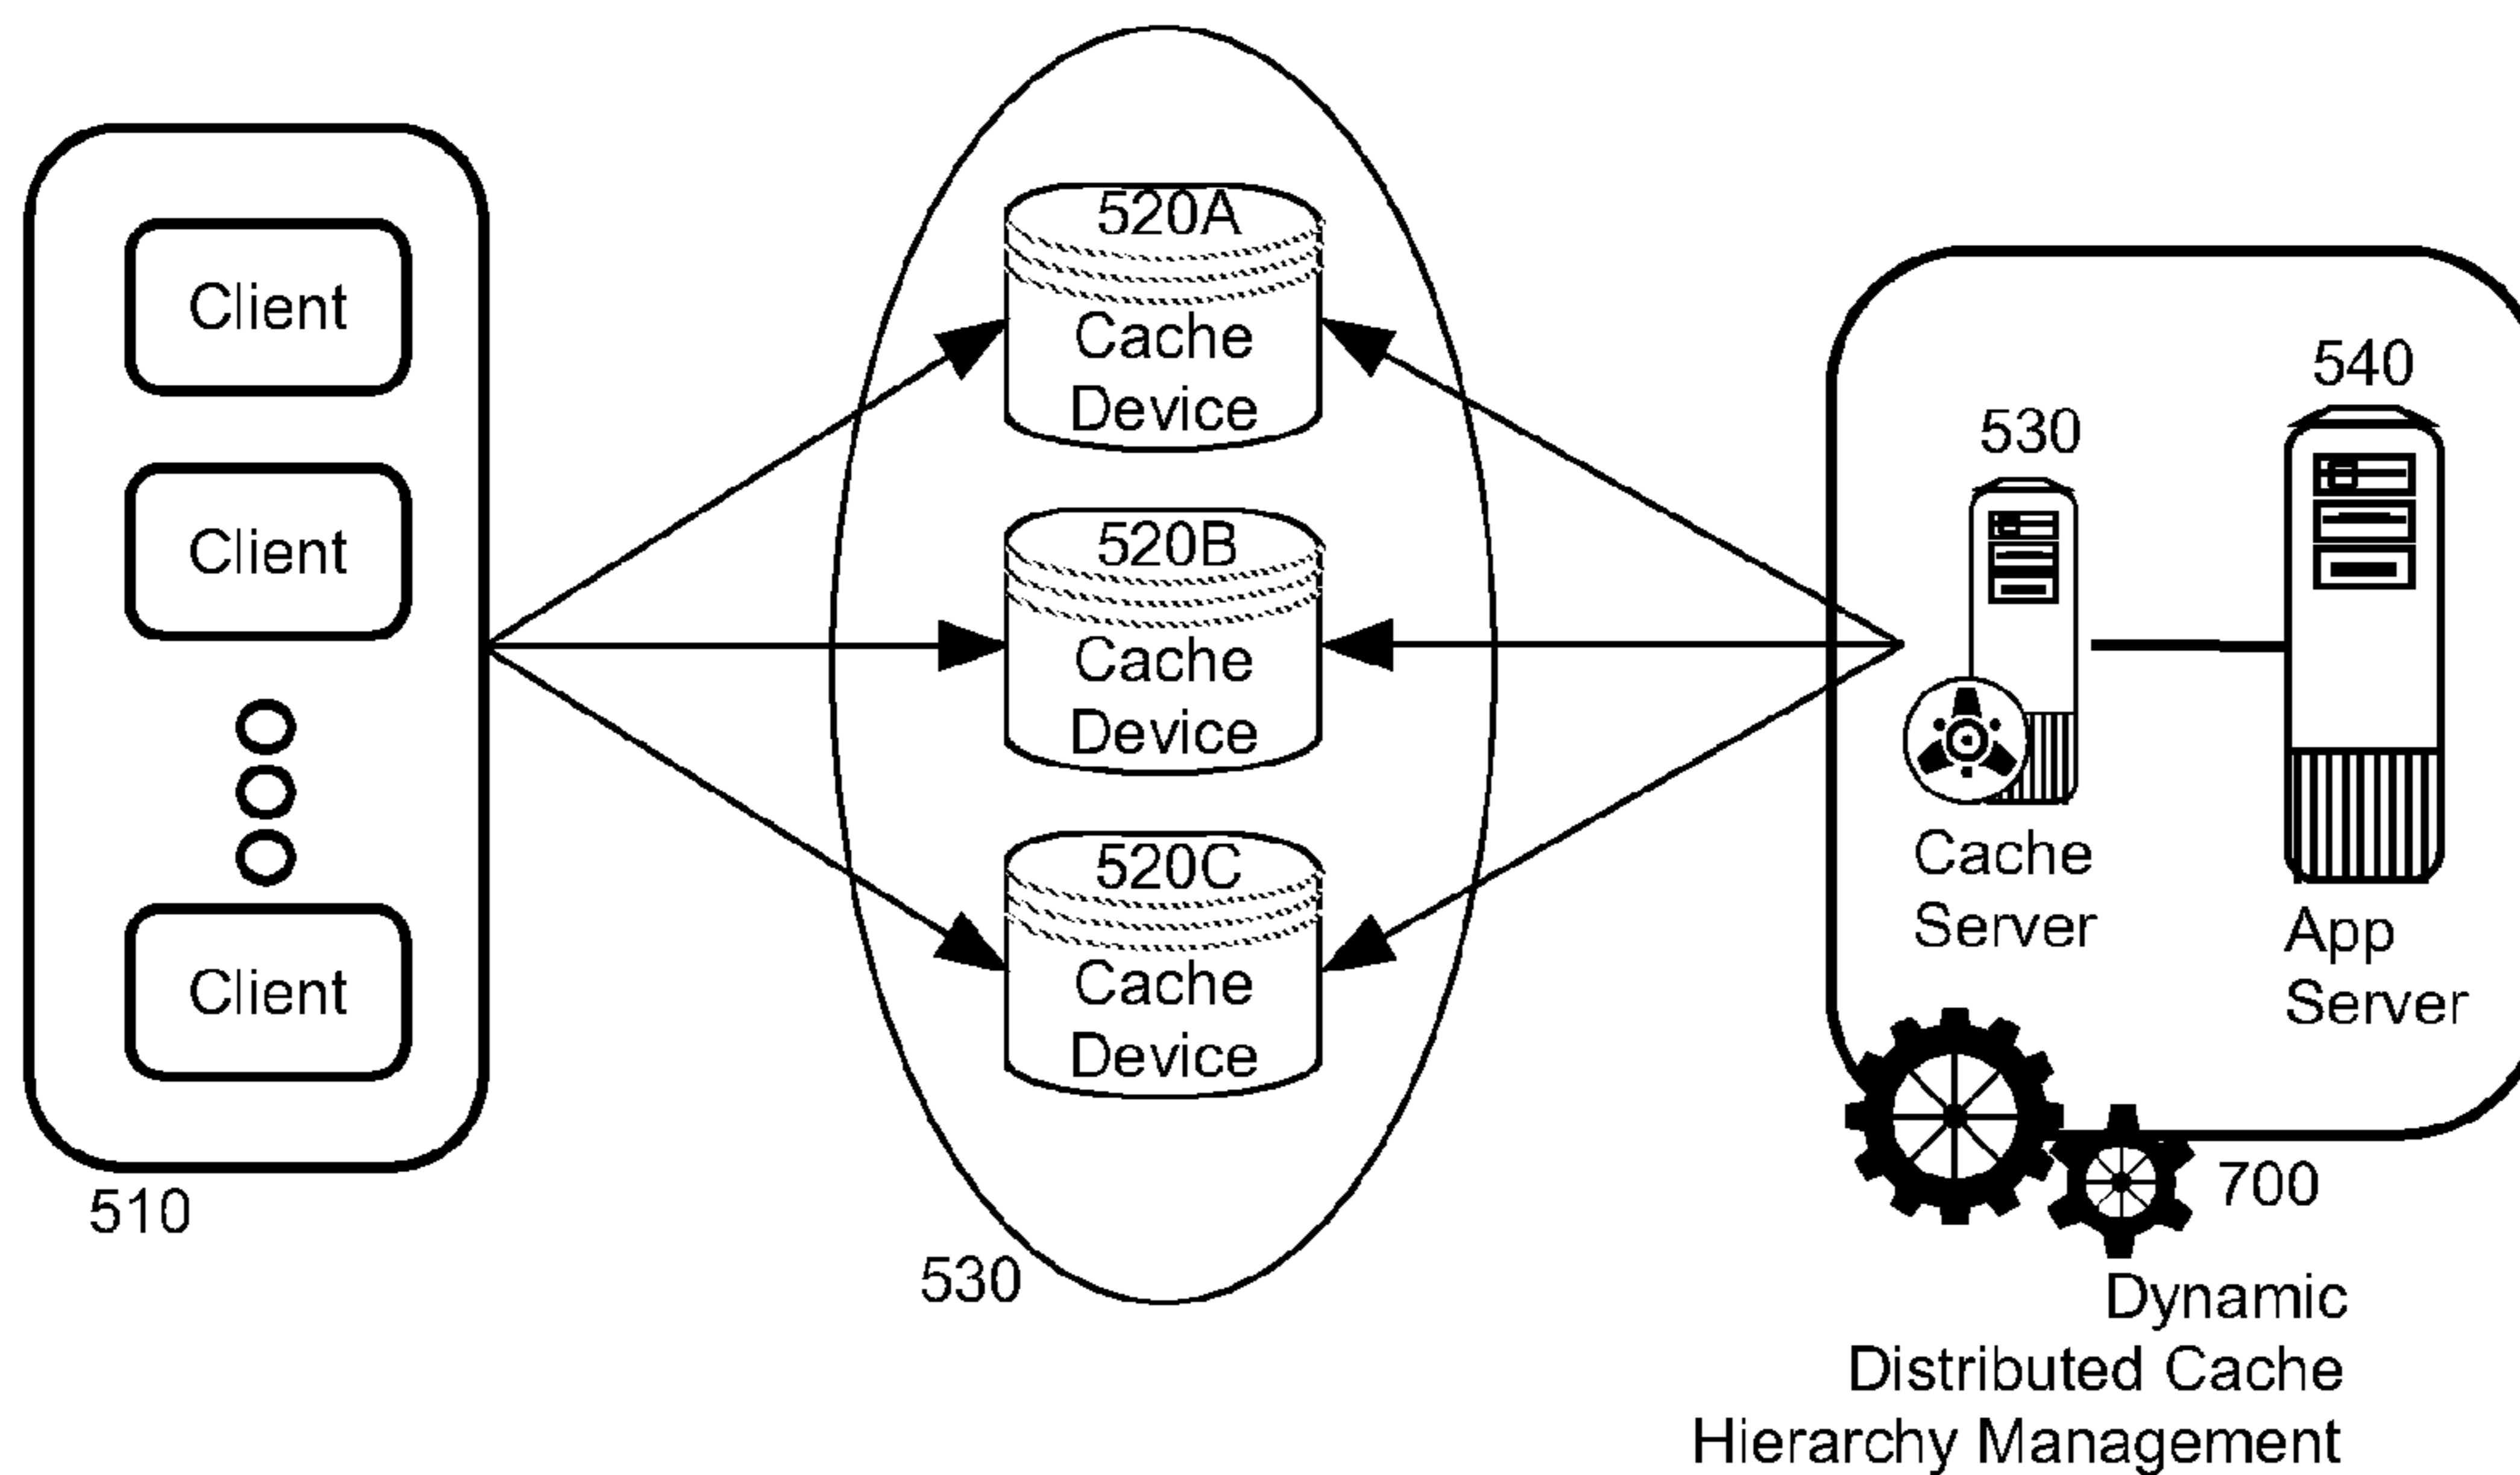 Client
Client
Client
510
520A
Cache
Device
520B
Cache
Device
520C
Cache
Device
530
530
Cache
Server
540
App
Server
700
Dynamic
Distributed Cache
Hierarchy Management